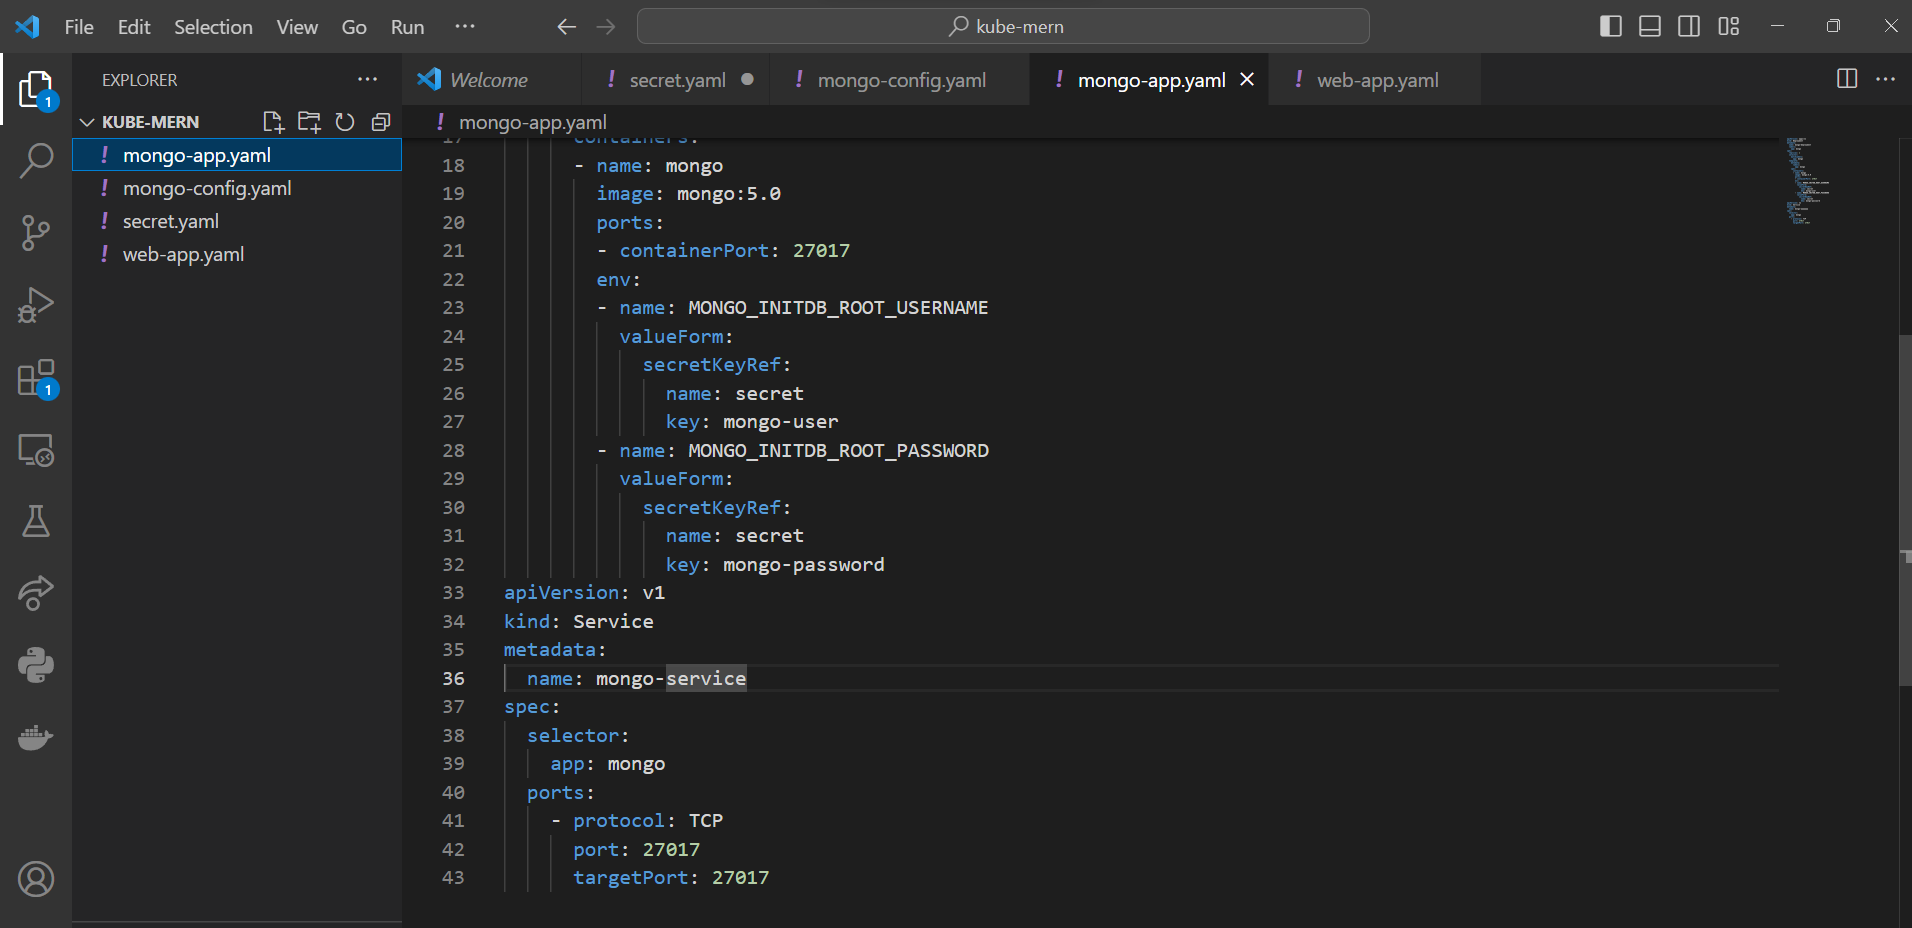 File Edit Selection View Go Run ···
kube-mern
EXPLORER ···
Welcome ! secret.yaml ! mongo-config.yaml ! mongo-app.yaml ! web-app.yaml ···
KUBE-MERN
! mongo-app.yaml
! mongo-app.yaml
! mongo-config.yaml
! secret.yaml
! web-app.yaml
1
1
17 containers:
18 - name: mongo
19 image: mongo:5.0
20 ports:
21 - containerPort: 27017
22 env:
23 - name: MONGO_INITDB_ROOT_USERNAME
24 valueForm:
25 secretKeyRef:
26 name: secret
27 key: mongo-user
28 - name: MONGO_INITDB_ROOT_PASSWORD
29 valueForm:
30 secretKeyRef:
31 name: secret
32 key: mongo-password
33 apiVersion: v1
34 kind: Service
35 metadata:
36 name: mongo-service
37 spec:
38 selector:
39 app: mongo
40 ports:
41 - protocol: TCP
42 port: 27017
43 targetPort: 27017